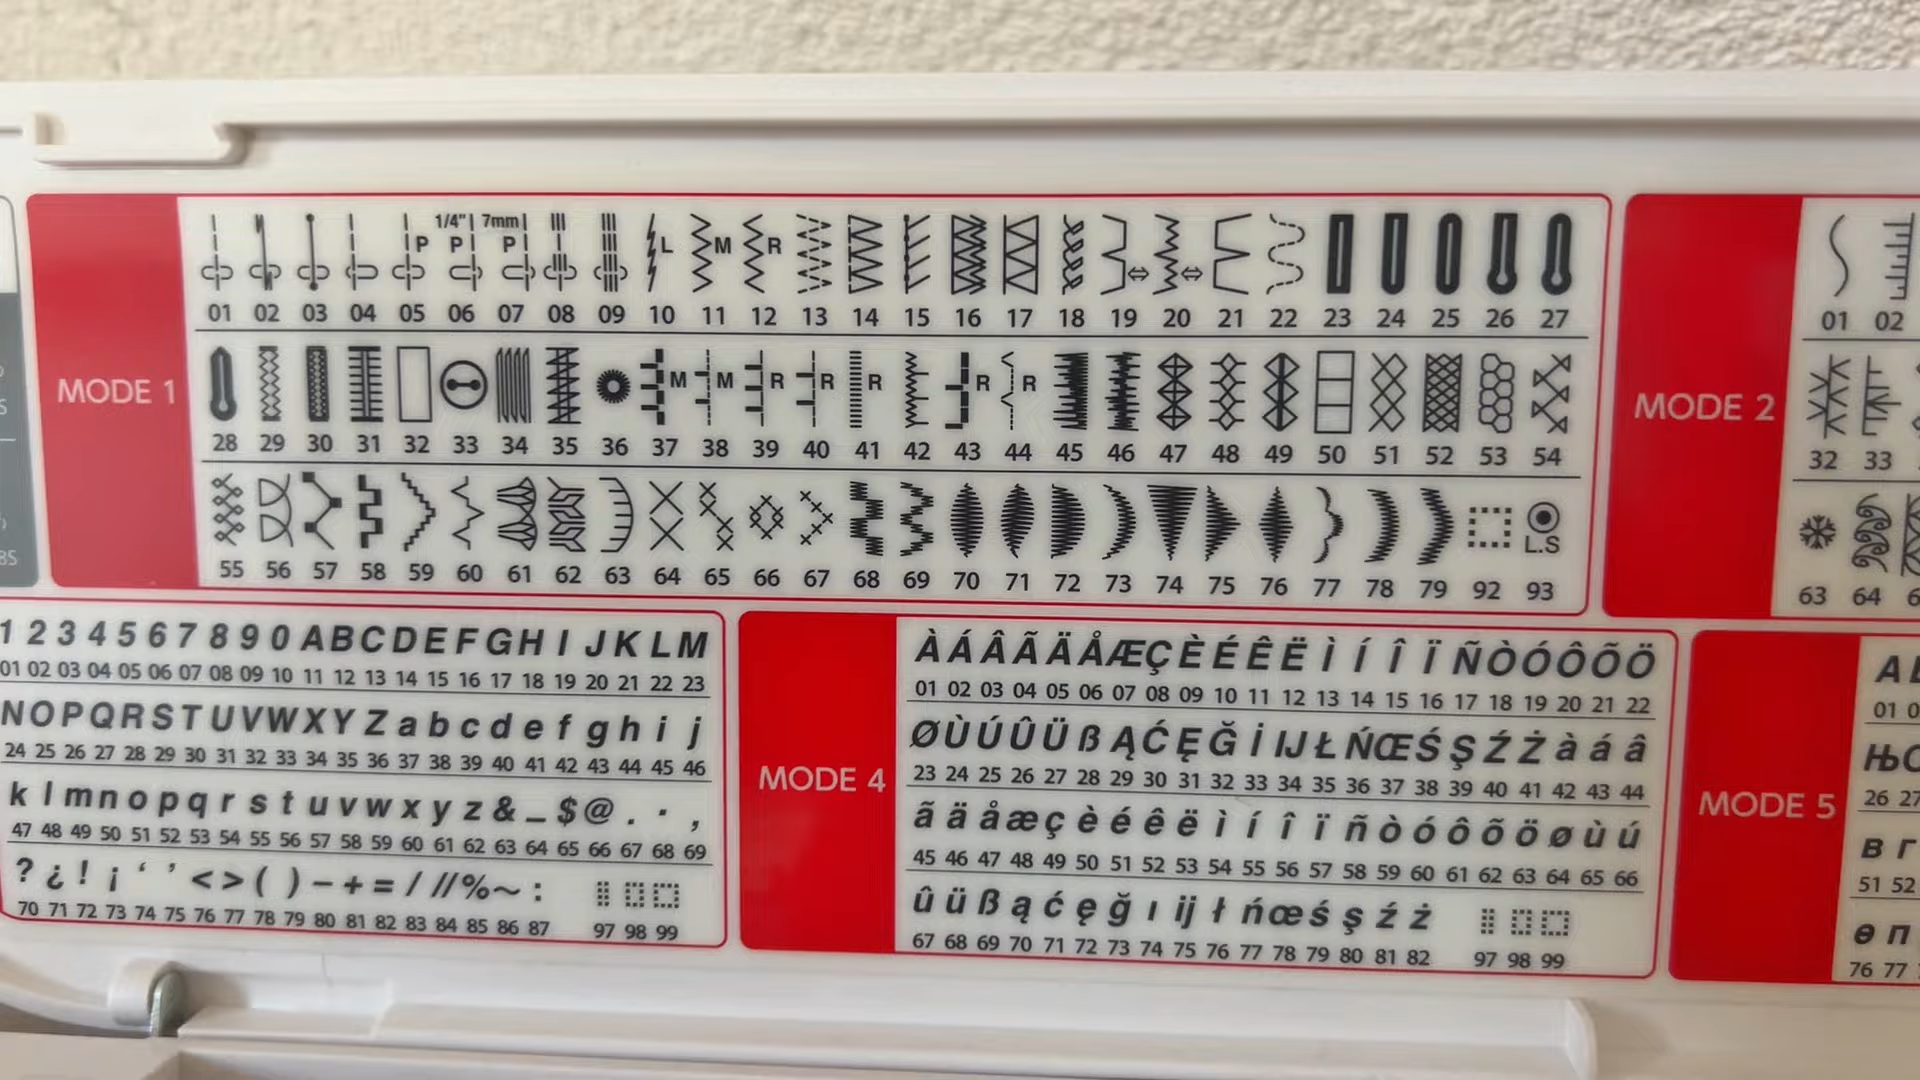 1/4" 7mm
P P P L M R
01 02 03 04 05 06 07 08 09 10 11 12 13 14 15 16 17 18 19 20 21 22 23 24 25 26 27
MODE 1
M M R R R R R
28 29 30 31 32 33 34 35 36 37 38 39 40 41 42 43 44 45 46 47 48 49 50 51 52 53 54
L.S
55 56 57 58 59 60 61 62 63 64 65 66 67 68 69 70 71 72 73 74 75 76 77 78 79 92 93
MODE 2
01 02
32 33
63 64
1 2 3 4 5 6 7 8 9 0 A B C D E F G H I J K L M
01 02 03 04 05 06 07 08 09 10 11 12 13 14 15 16 17 18 19 20 21 22 23
N O P Q R S T U V W X Y Z a b c d e f g h i j
24 25 26 27 28 29 30 31 32 33 34 35 36 37 38 39 40 41 42 43 44 45 46
k l m n o p q r s t u v w x y z & _ $ @ . · ,
47 48 49 50 51 52 53 54 55 56 57 58 59 60 61 62 63 64 65 66 67 68 69
? ¿ ! ¡ ‘ ’ < > ( ) – + = / // % ~ :
70 71 72 73 74 75 76 77 78 79 80 81 82 83 84 85 86 87 97 98 99
MODE 4
À Á Â Ã Ä Å Æ Ç È É Ê Ë Ì Í Î Ï Ñ Ò Ó Ô Õ Ö
01 02 03 04 05 06 07 08 09 10 11 12 13 14 15 16 17 18 19 20 21 22
Ø Ù Ú Û Ü ß Ą Ć Ę Ğ İ IJ Ł Ń Œ Ś Ş Ź Ż à á â
23 24 25 26 27 28 29 30 31 32 33 34 35 36 37 38 39 40 41 42 43 44
ã ä å æ ç è é ê ë ì í î ï ñ ò ó ô õ ö ø ù ú
45 46 47 48 49 50 51 52 53 54 55 56 57 58 59 60 61 62 63 64 65 66
û ü ß ą ć ę ğ ı ij ł ń œ ś ş ź ż
67 68 69 70 71 72 73 74 75 76 77 78 79 80 81 82 97 98 99
MODE 5
А
01
Њ
26 27
в г
51 52
ө п
76 77